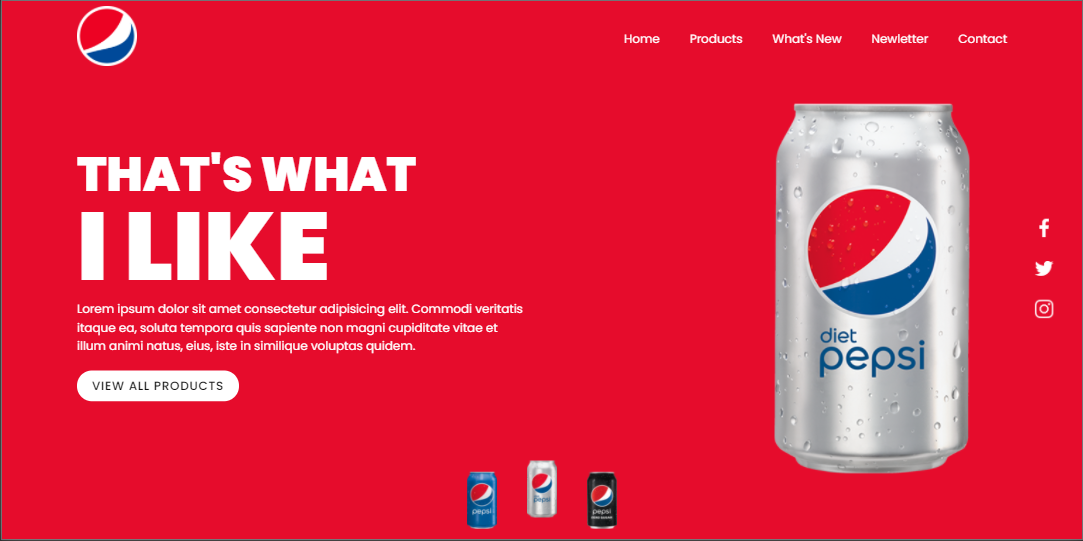 Home Products What's New Newletter Contact
THAT'S WHAT
I LIKE
Lorem ipsum dolor sit amet consectetur adipisicing elit. Commodi veritatis
itaque ea, soluta tempora quis sapiente non magni cupiditate vitae et
illum animi natus, eius, iste in similique voluptas quidem.
VIEW ALL PRODUCTS
diet
pepsi
pepsi
pepsi
pepsi